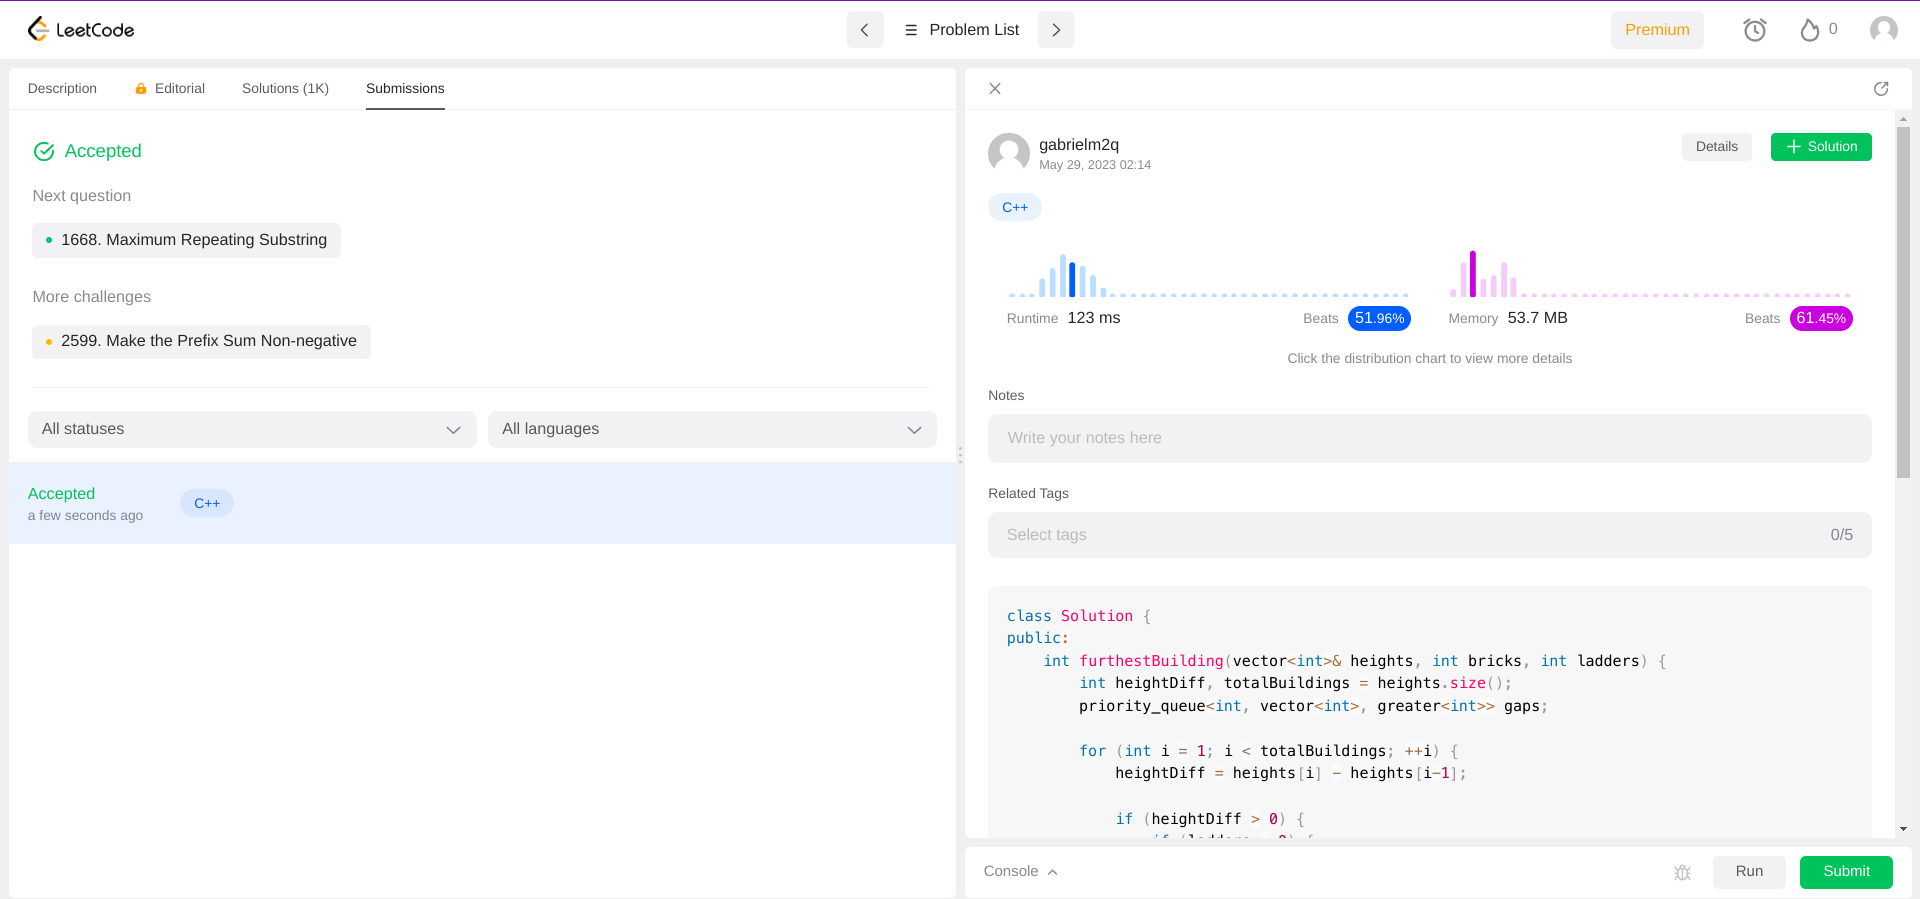 LeetCode
Problem List
Premium
0
Description
Editorial
Solutions (1K)
Submissions
Accepted
Next question
1668. Maximum Repeating Substring
More challenges
2599. Make the Prefix Sum Non-negative
All statuses
All languages
Accepted
a few seconds ago
C++
gabrielm2q
May 29, 2023 02:14
Details
Solution
C++
Runtime 123 ms
Beats 51.96%
Memory 53.7 MB
Beats 61.45%
Click the distribution chart to view more details
Notes
Write your notes here
Related Tags
Select tags
0/5
class Solution {
public:
    int furthestBuilding(vector<int>& heights, int bricks, int ladders) {
        int heightDiff, totalBuildings = heights.size();
        priority_queue<int, vector<int>, greater<int>> gaps;
        for (int i = 1; i < totalBuildings; ++i) {
            heightDiff = heights[i] - heights[i-1];
            if (heightDiff > 0) {
Console
Run
Submit